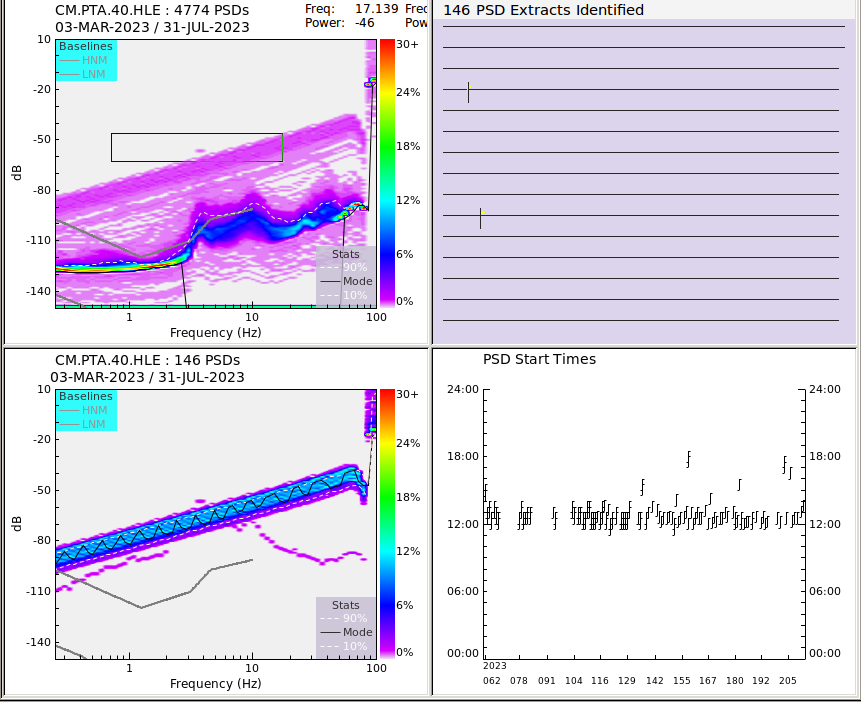 CM.PTA.40.HLE : 4774 PSDs
03-MAR-2023 / 31-JUL-2023
Freq: 17.139 Freq
Power: -46 Pow
10
-20
-50
-80
-110
-140
dB
Baselines
HNM
LNM
Stats
90%
Mode
10%
1
10
100
Frequency (Hz)
30+
24%
18%
12%
6%
0%
146 PSD Extracts Identified
CM.PTA.40.HLE : 146 PSDs
03-MAR-2023 / 31-JUL-2023
10
-20
-50
-80
-110
-140
dB
Baselines
HNM
LNM
Stats
90%
Mode
10%
1
10
100
Frequency (Hz)
30+
24%
18%
12%
6%
0%
PSD Start Times
24:00
18:00
12:00
06:00
00:00
24:00
18:00
12:00
06:00
00:00
2023
062 078 091 104 116 129 142 155 167 180 192 205